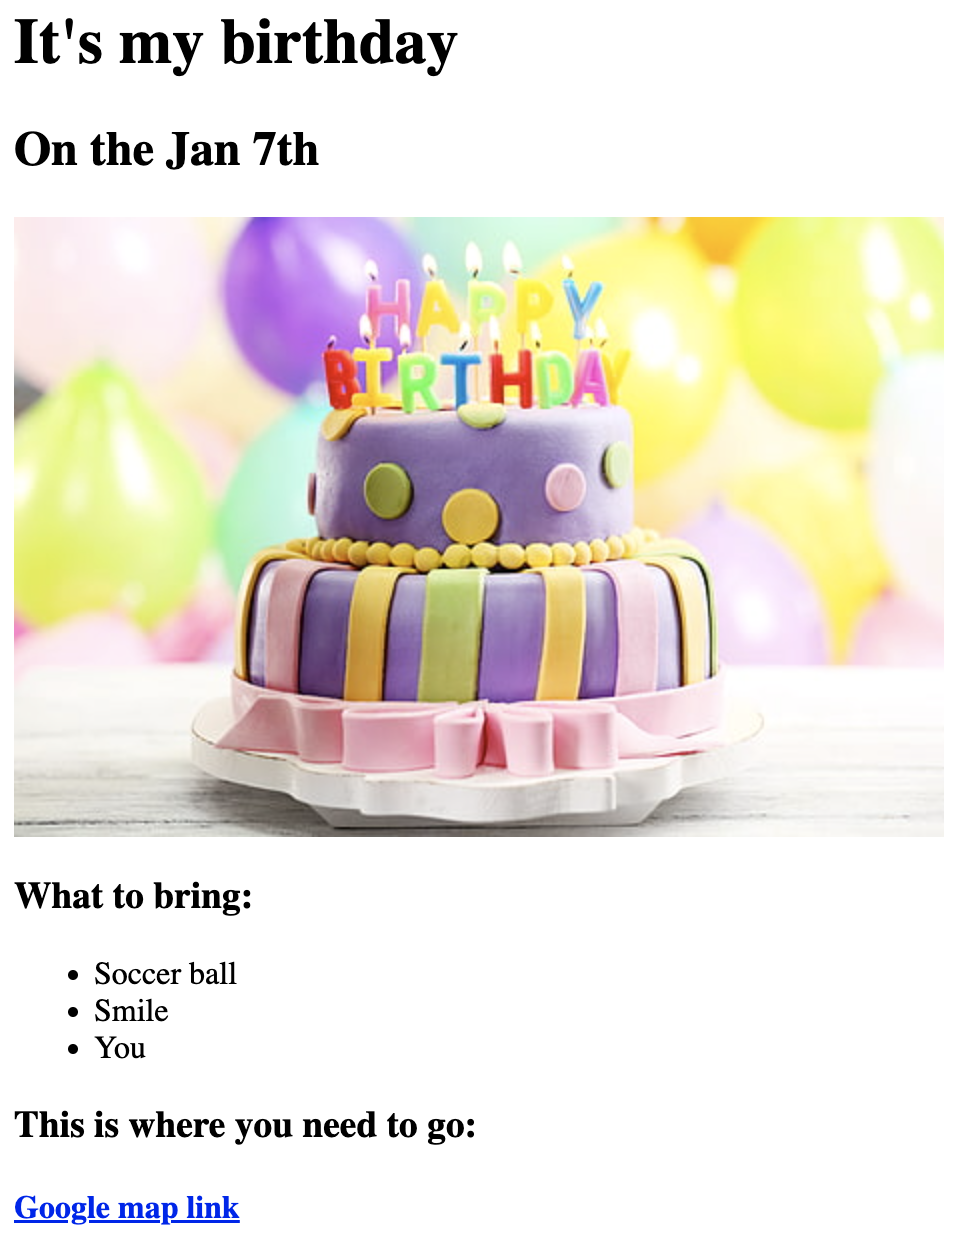 It's my birthday
On the Jan 7th
HAPPY
BIRTHDAY
What to bring:
Soccer ball
Smile
You
This is where you need to go:
Google map link